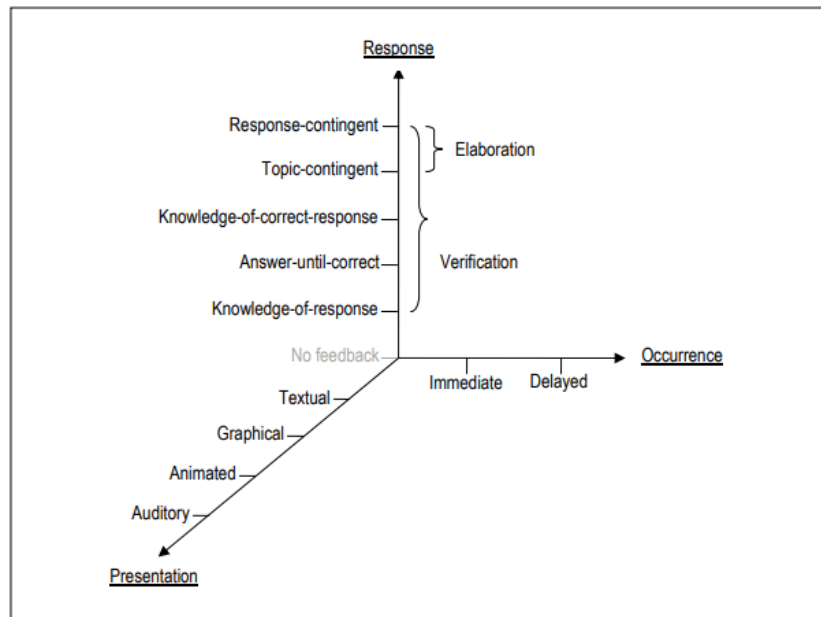 Response
Response-contingent
Elaboration
Topic-contingent
Knowledge-of-correct-response
Answer-until-correct
Verification
Knowledge-of-response
No feedback
Occurrence
Immediate
Delayed
Textual
Graphical
Animated
Auditory
Presentation